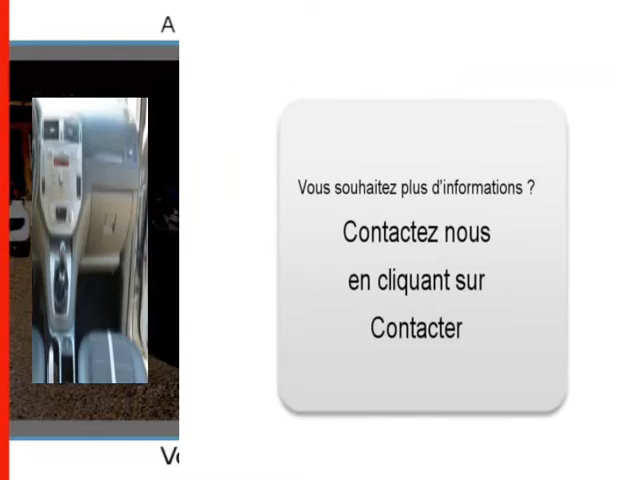 A
Vous souhaitez plus d'informations ?
Contactez nous
en cliquant sur
Contacter